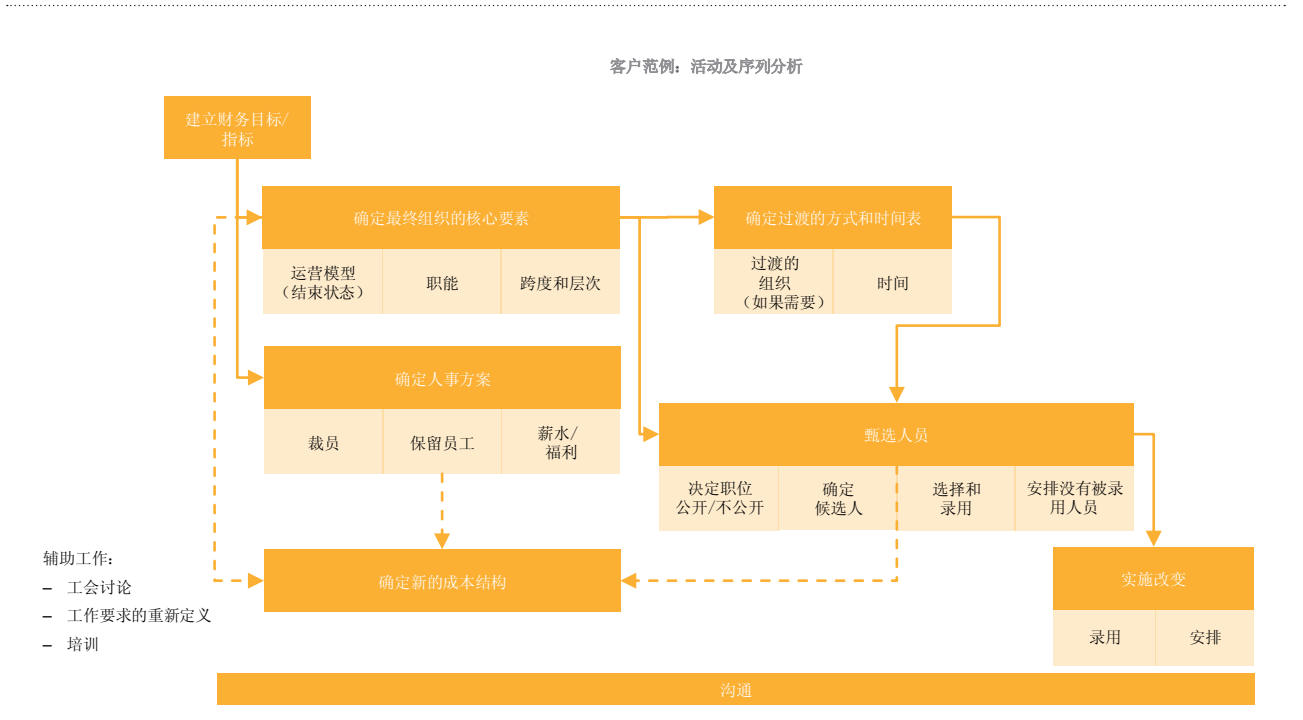 客户范例：活动及序列分析
建立财务目标/
指标
确定最终组织的核心要素
运营模型
（结束状态）
职能
跨度和层次
确定过渡的方式和时间表
过渡的
组织
（如果需要）
时间
确定人事方案
裁员
保留员工
薪水/
福利
甄选人员
决定职位
公开/不公开
确定
候选人
选择和
录用
安排没有被录
用人员
辅助工作：
– 工会讨论
– 工作要求的重新定义
– 培训
确定新的成本结构
实施改变
录用
安排
沟通